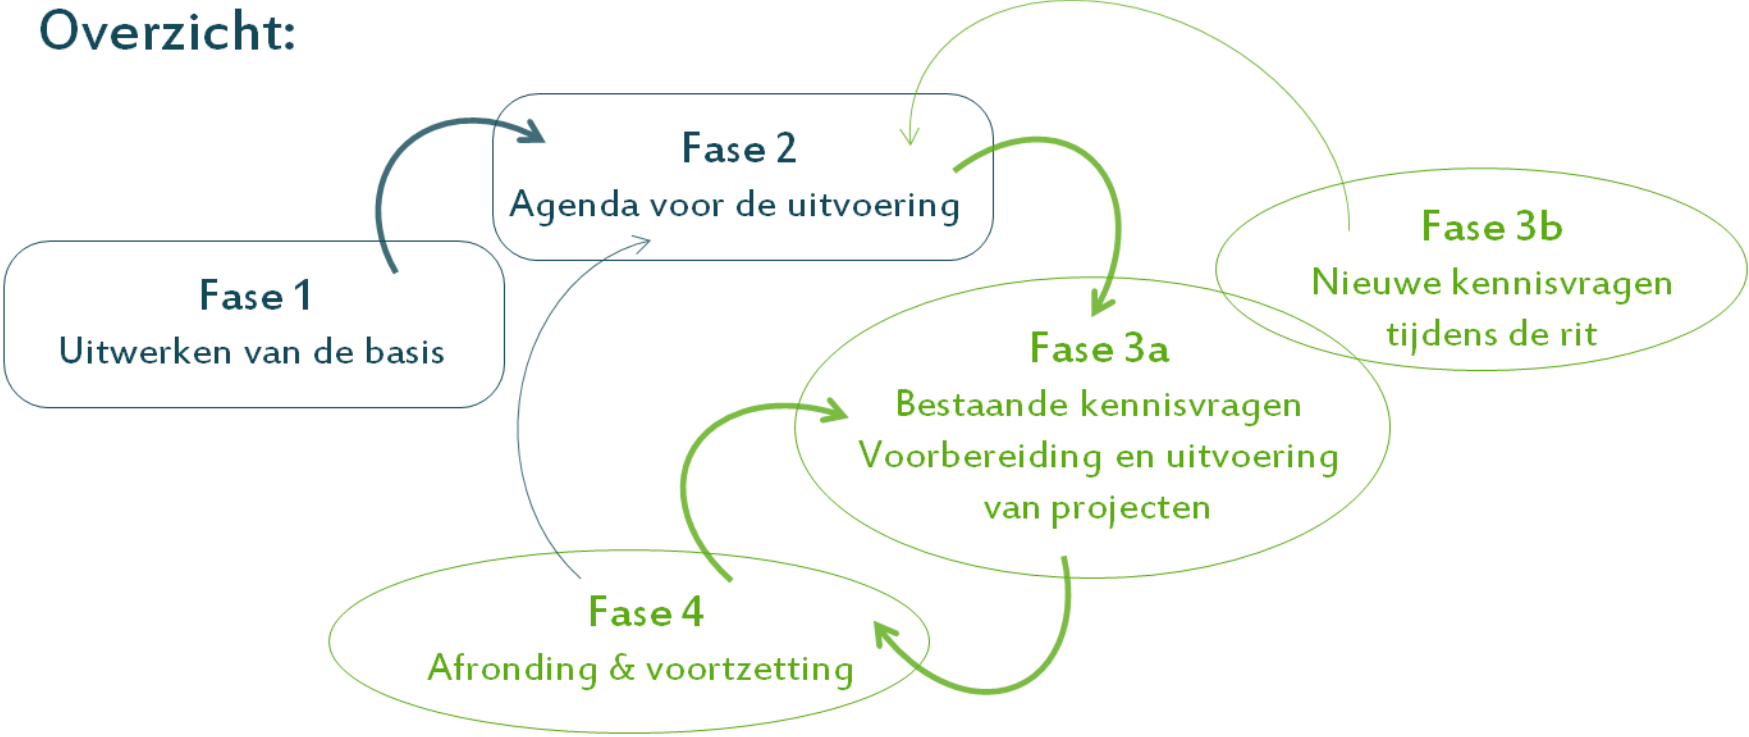 Overzicht:
Fase 1
Uitwerken van de basis
Fase 2
Agenda voor de uitvoering
Fase 3a
Bestaande kennisvragen
Voorbereiding en uitvoering
van projecten
Fase 3b
Nieuwe kennisvragen
tijdens de rit
Fase 4
Afronding & voortzetting